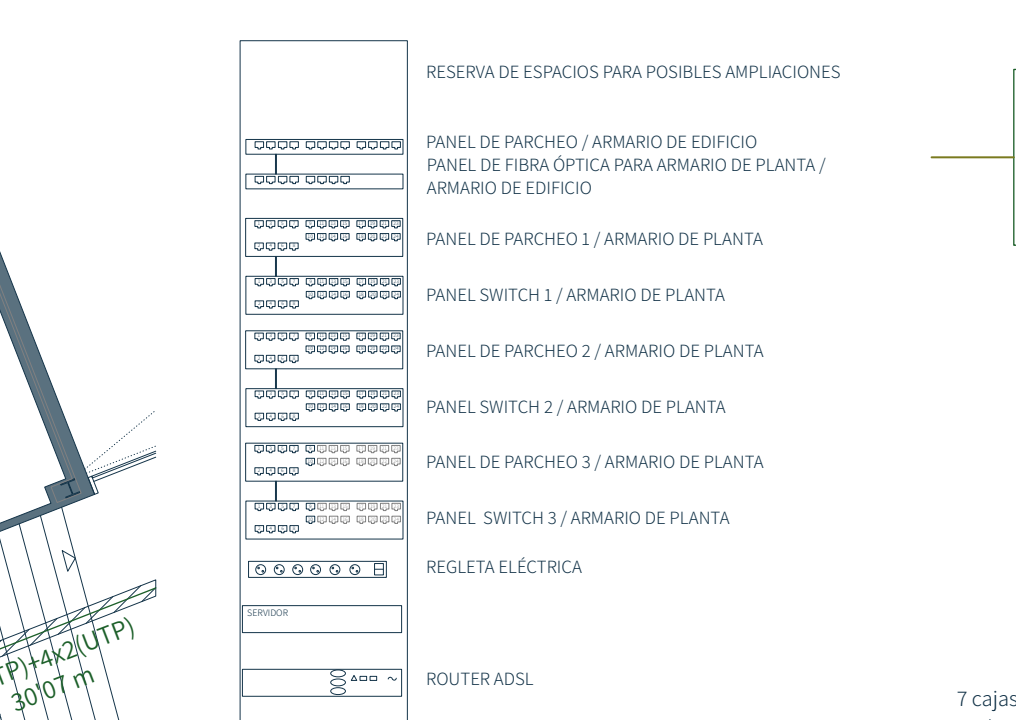 RESERVA DE ESPACIOS PARA POSIBLES AMPLIACIONES
PANEL DE PARCHEO / ARMARIO DE EDIFICIO
PANEL DE FIBRA ÓPTICA PARA ARMARIO DE PLANTA /
ARMARIO DE EDIFICIO
PANEL DE PARCHEO 1 / ARMARIO DE PLANTA
PANEL SWITCH 1 / ARMARIO DE PLANTA
PANEL DE PARCHEO 2 / ARMARIO DE PLANTA
PANEL SWITCH 2 / ARMARIO DE PLANTA
PANEL DE PARCHEO 3 / ARMARIO DE PLANTA
PANEL SWITCH 3 / ARMARIO DE PLANTA
REGLETA ELÉCTRICA
SERVIDOR
ROUTER ADSL
TP)+4x2(UTP)
30'07 m
7 cajas